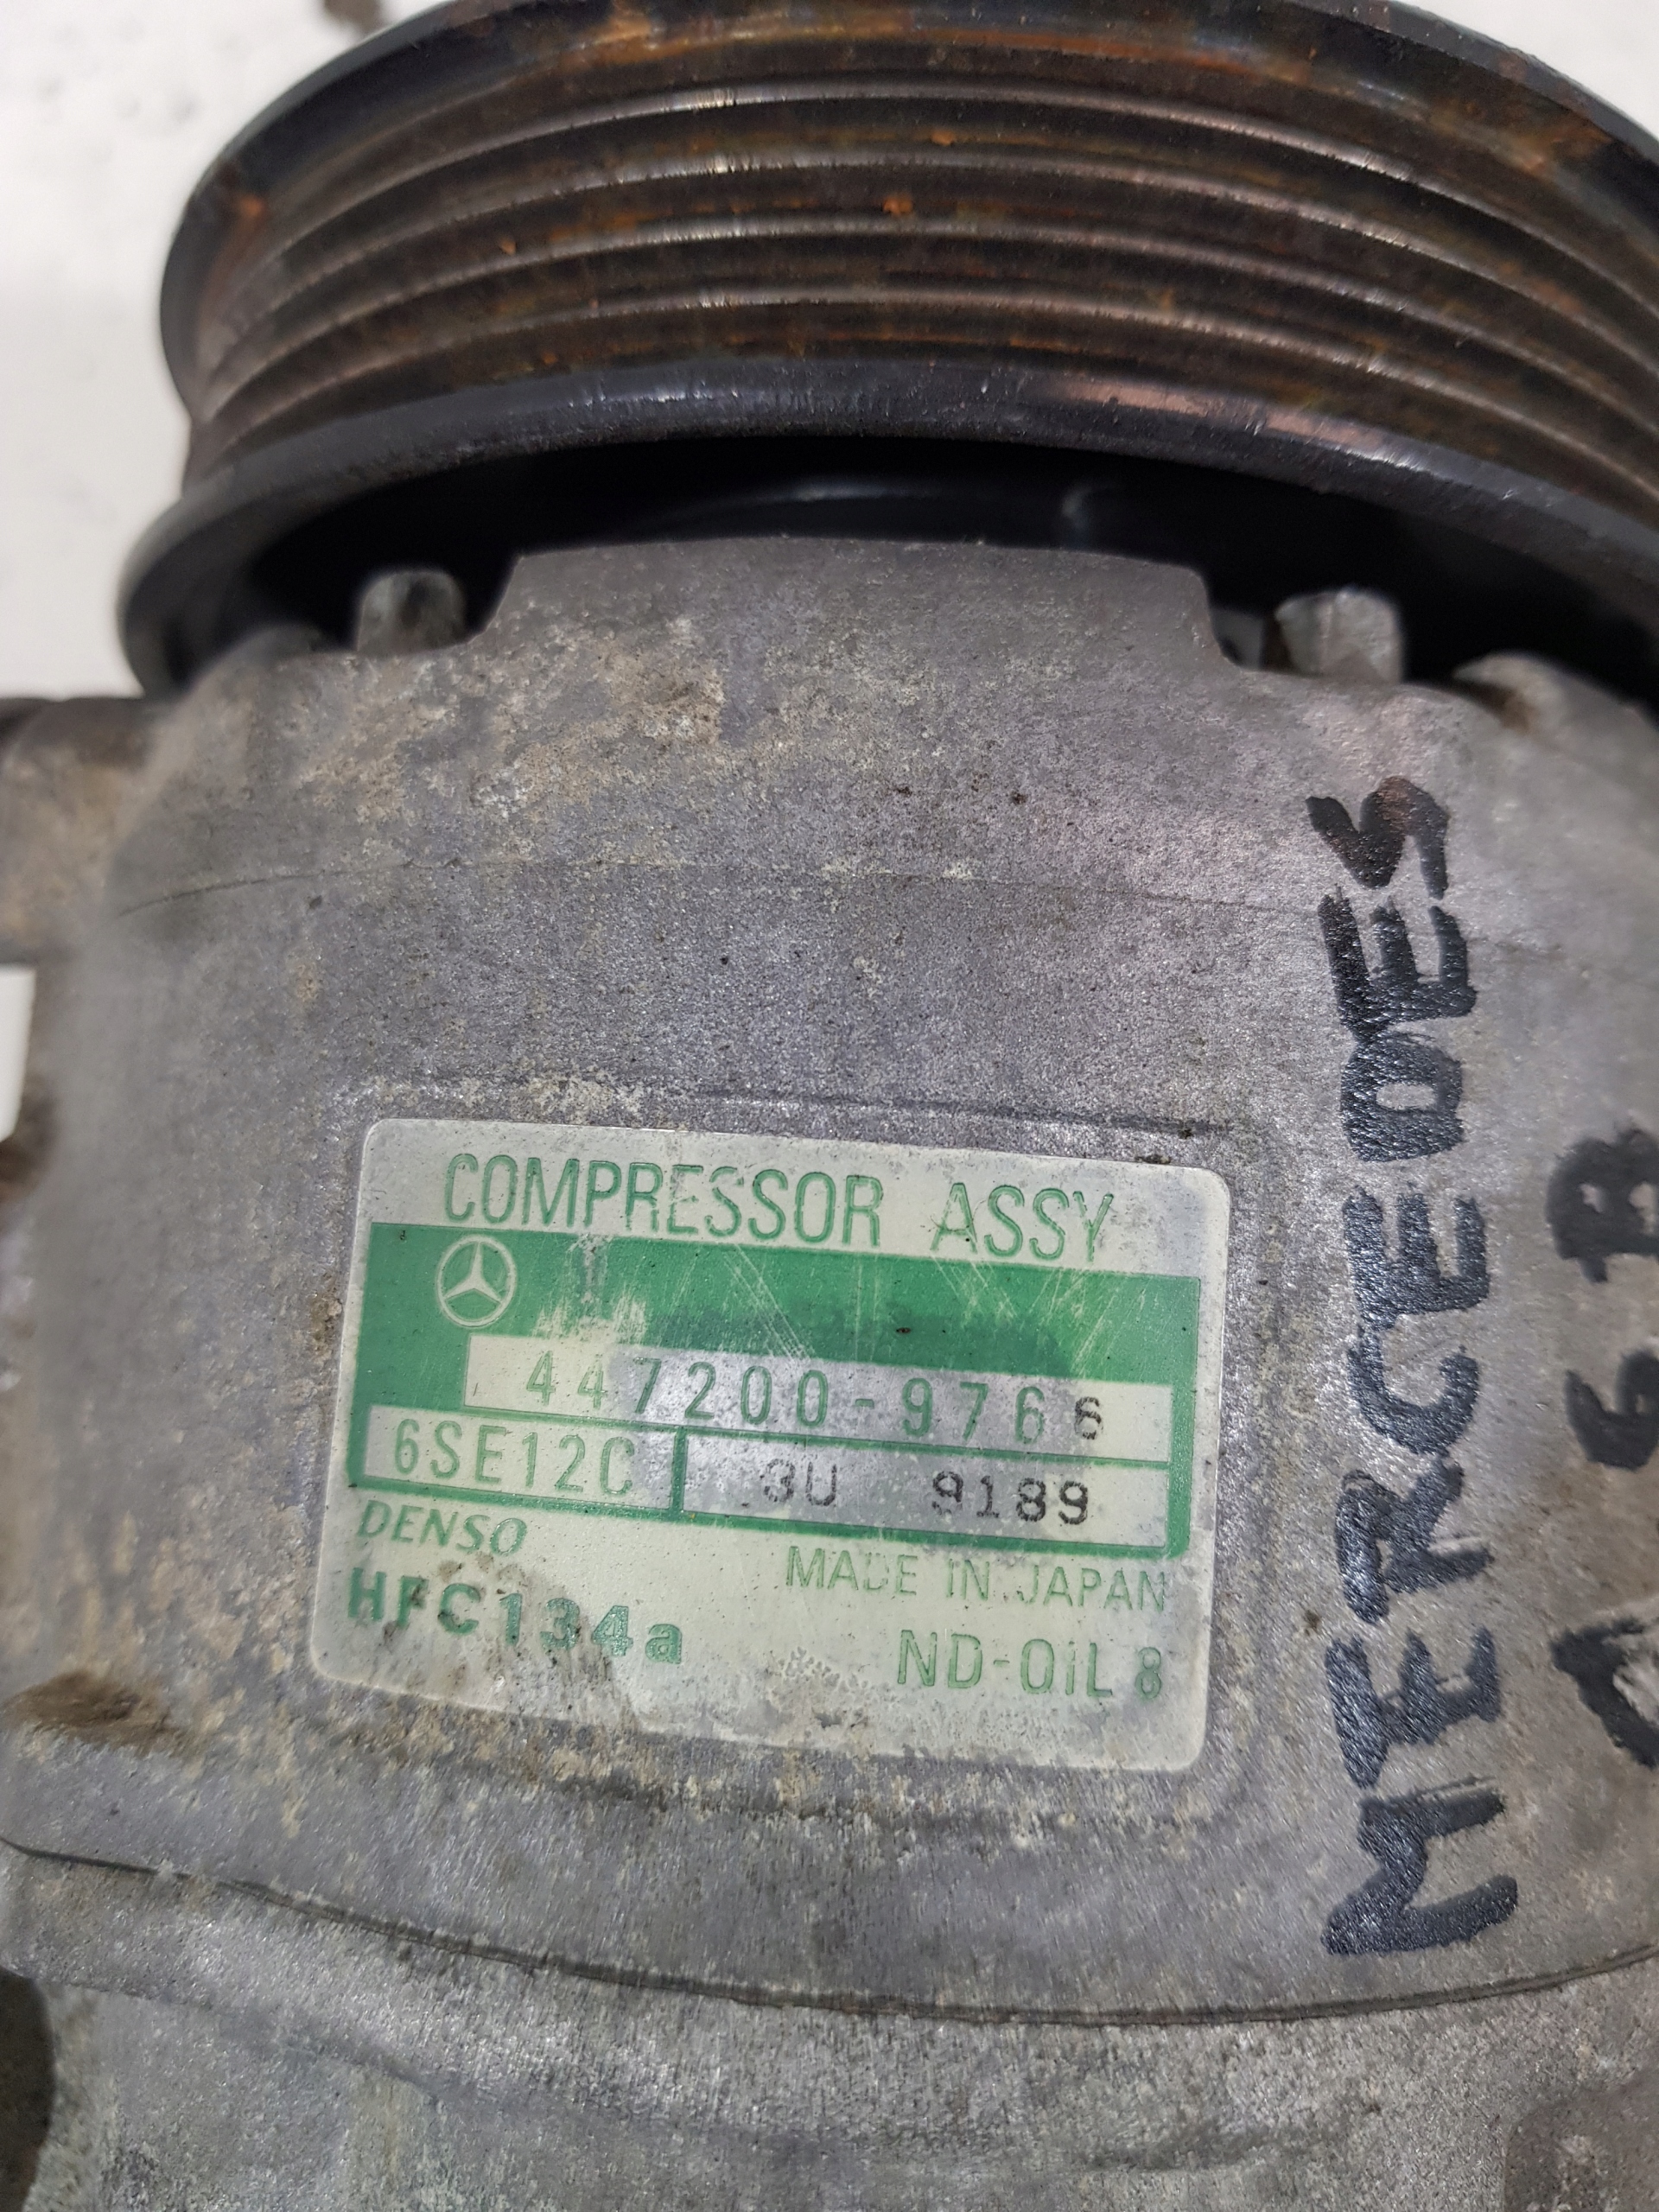 COMPRESSOR ASSY
447200-9766
6SE12C
3U 9189
DENSO
MADE IN JAPAN
HFC134a
ND-OIL 8
MERCEDES